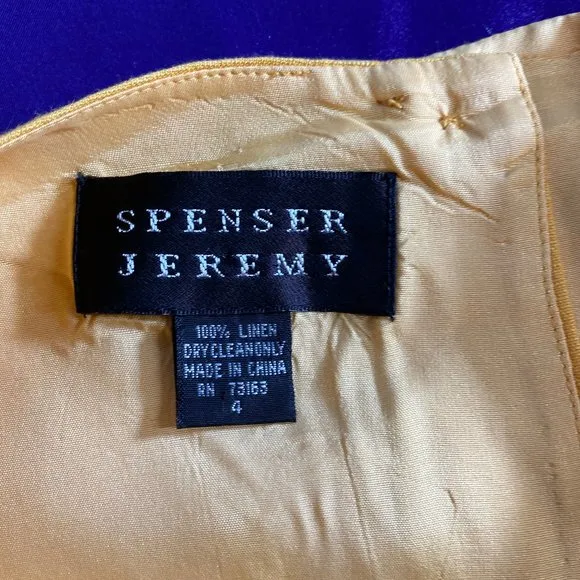 SPENSER
JEREMY
100% LINEN
DRYCLEANONLY
MADE IN CHINA
RN 73163
4